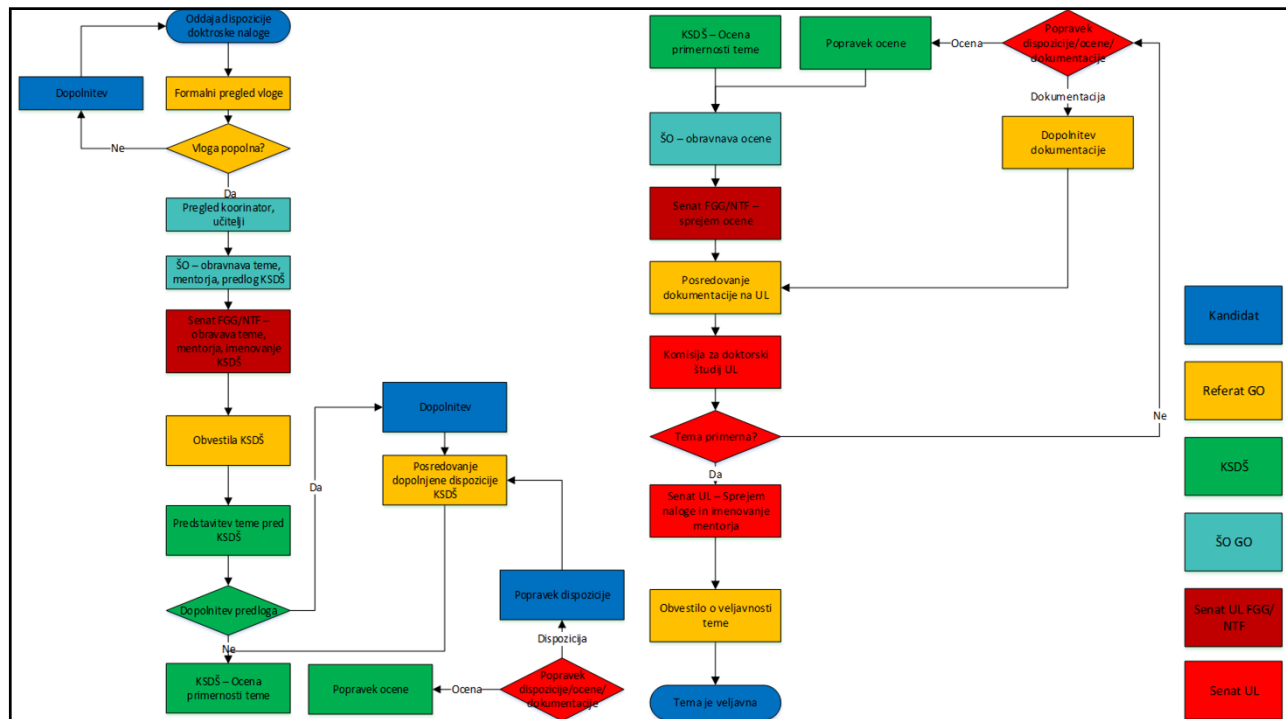 Oddaja dispozicije
doktroske naloge
Dopolnitev
Formalni pregled vloge
Ne
Vloga popolna?
Da
Pregled koorinator,
učitelji
ŠO – obravnava teme,
mentorja, predlog KSDŠ
Senat FGG/NTF –
obravava teme,
mentorja, imenovanje
KSDŠ
Obvestila KSDŠ
Predstavitev teme pred
KSDŠ
Dopolnitev predloga
Da
Ne
KSDŠ – Ocena
primernosti teme
Dopolnitev
Posredovanje
dopolnjene dispozicije
KSDŠ
Popravek dispozicije
Dispozicija
Popravek ocene
Ocena
Popravek
dispozicije/ocene/
dokumentacije
KSDŠ – Ocena
primernosti teme
Popravek ocene
Ocena
Popravek
dispozicije/ocene/
dokumentacije
Dokumentacija
Dopolnitev
dokumentacije
ŠO – obravnava ocene
Senat FGG/NTF –
sprejem ocene
Posredovanje
dokumentacije na UL
Komisija za doktorski
študij UL
Tema primerna?
Ne
Da
Senat UL – Sprejem
naloge in imenovanje
mentorja
Obvestilo o veljavnosti
teme
Tema je veljavna
Kandidat
Referat GO
KSDŠ
ŠO GO
Senat UL FGG/
NTF
Senat UL